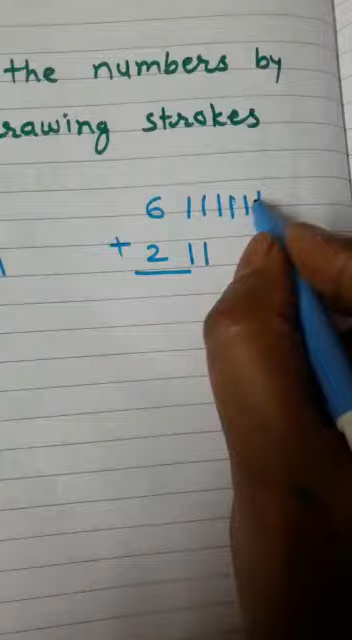 the numbers by
rawing strokes
6 ||||||
+ 2 ||